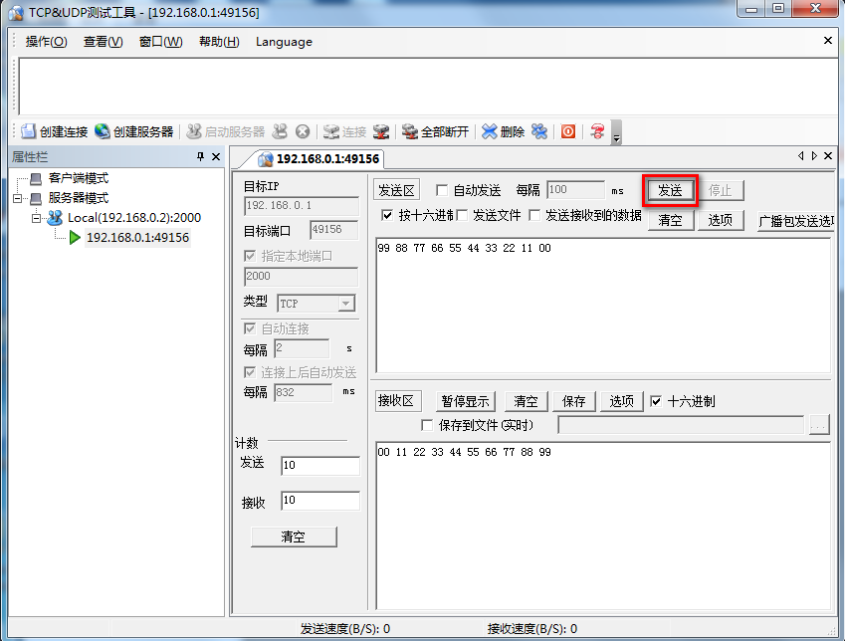 TCP&UDP测试工具 - [192.168.0.1:49156]
操作(O) 查看(V) 窗口(W) 帮助(H) Language
创建连接 创建服务器 启动服务器 连接 全部断开 删除
属性栏
客户端模式
服务器模式
Local(192.168.0.2):2000
192.168.0.1:49156
192.168.0.1:49156
目标IP
192.168.0.1
目标端口 49156
指定本地端口
2000
类型 TCP
自动连接
每隔 2 s
连接上后自动发送
每隔 832 ms
计数
发送 10
接收 10
清空
发送区 自动发送 每隔 100 ms 发送 停止
按十六进制 发送文件 发送接收到的数据 清空 选项 广播包发送选
99 88 77 66 55 44 33 22 11 00
接收区 暂停显示 清空 保存 选项 十六进制
保存到文件(实时) ...
00 11 22 33 44 55 66 77 88 99
发送速度(B/S): 0 接收速度(B/S): 0